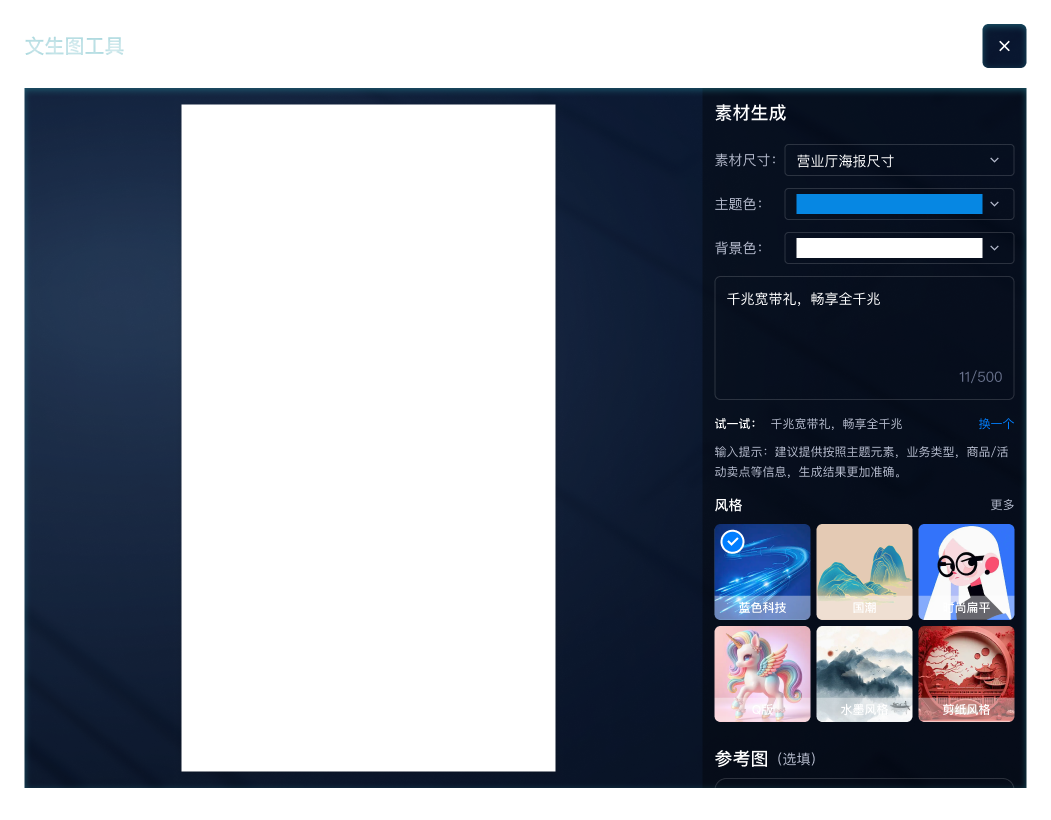 文生图工具
素材生成
素材尺寸： 营业厅海报尺寸
主题色：
背景色：
千兆宽带礼，畅享全千兆
11/500
试一试： 千兆宽带礼，畅享全千兆 换一个
输入提示：建议提供按照主题元素，业务类型，商品/活
动卖点等信息，生成结果更加准确。
风格 更多
蓝色科技 国潮 时尚扁平
水墨风格 剪纸风格
参考图（选填）